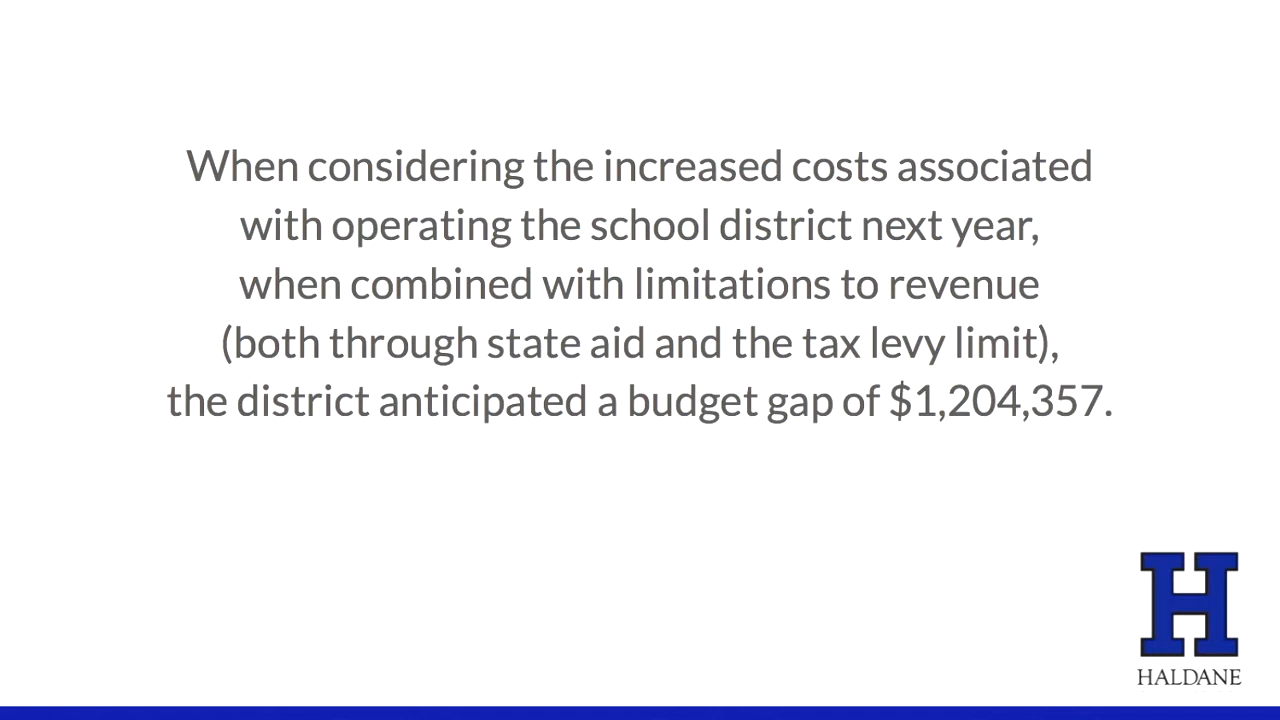 When considering the increased costs associated
with operating the school district next year,
when combined with limitations to revenue
(both through state aid and the tax levy limit),
the district anticipated a budget gap of $1,204,357.
H
HALDANE